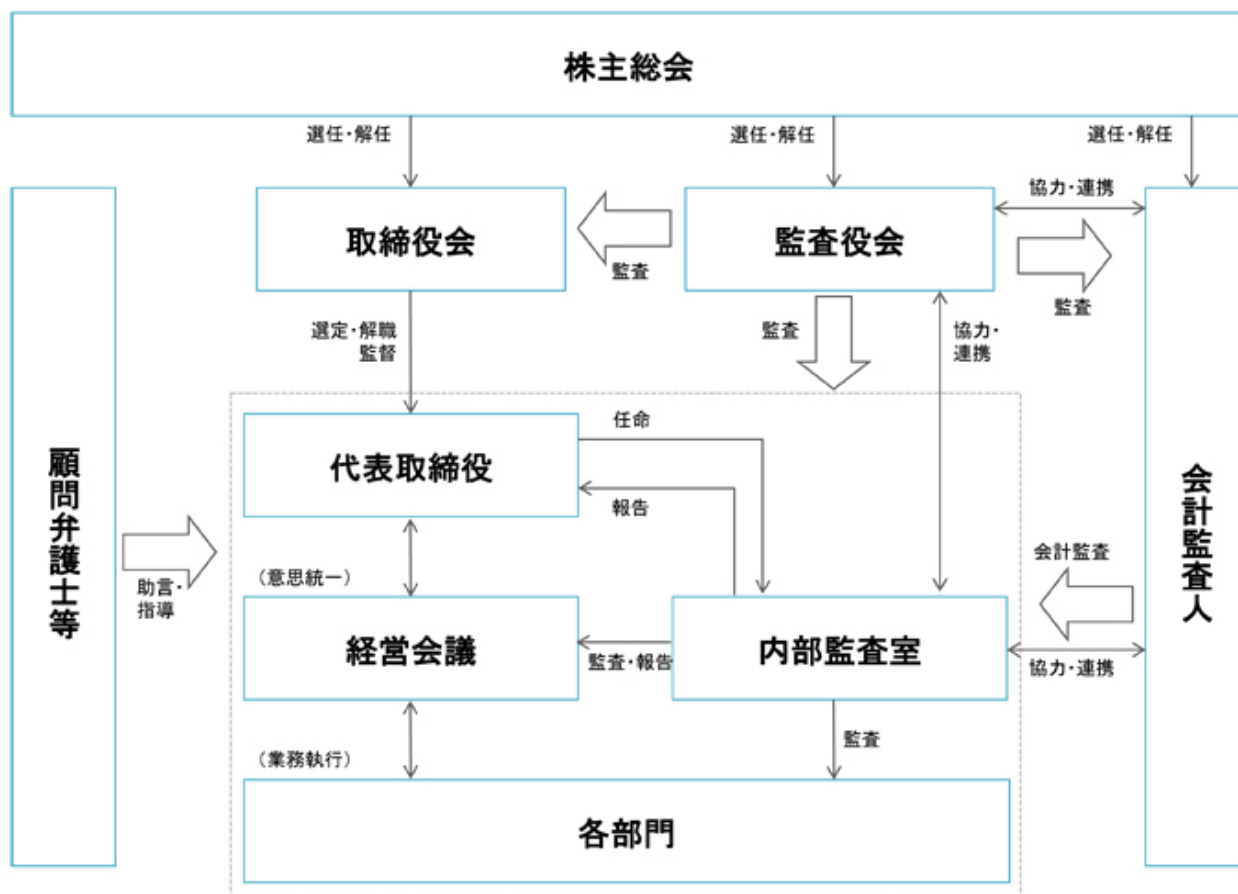 株主総会
選任・解任
選任・解任
選任・解任
取締役会
監査
監査役会
協力・連携
監査
選定・解職
監督
監査
協力・
連携
顧問弁護士等
助言・
指導
代表取締役
任命
報告
(意思統一)
経営会議
監査・報告
内部監査室
会計監査
協力・連携
会計監査人
(業務執行)
監査
各部門